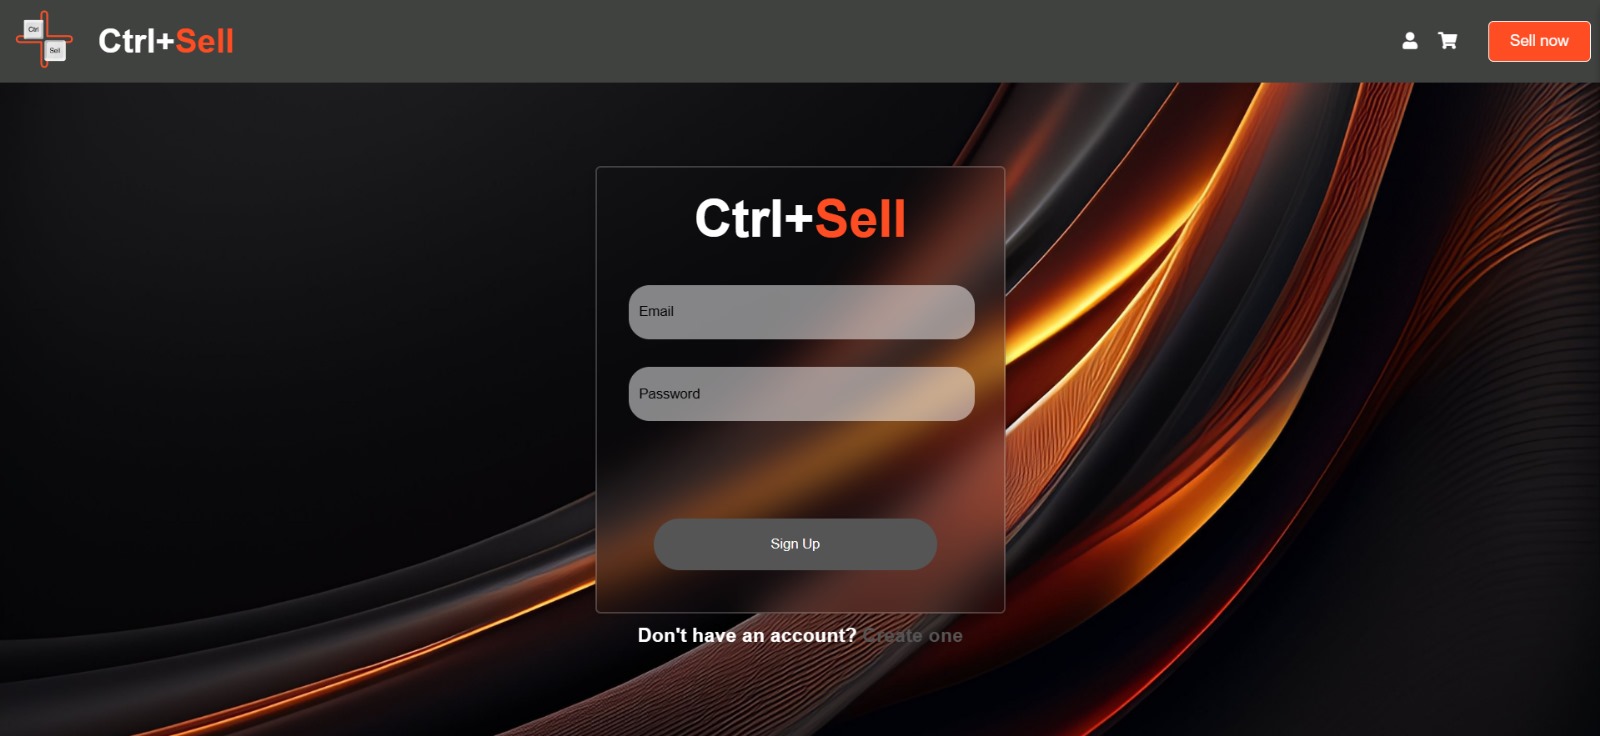 Ctrl
Sell
Ctrl+Sell
Sell now
Ctrl+Sell
Email
Password
Sign Up
Don't have an account? Create one